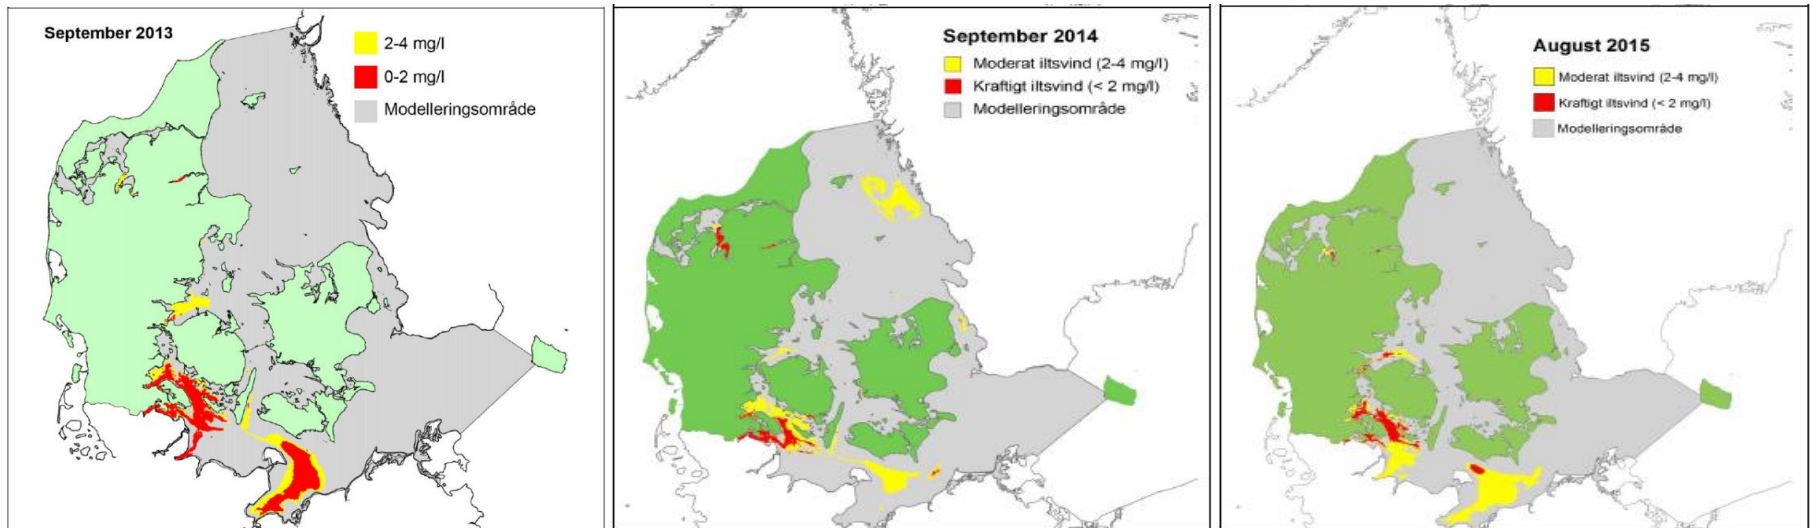 September 2013
2-4 mg/l
0-2 mg/l
Modelleringsområde
September 2014
Moderat iltsvind (2-4 mg/l)
Kraftigt iltsvind (< 2 mg/l)
Modelleringsområde
August 2015
Moderat iltsvind (2-4 mg/l)
Kraftigt iltsvind (< 2 mg/l)
Modelleringsområde